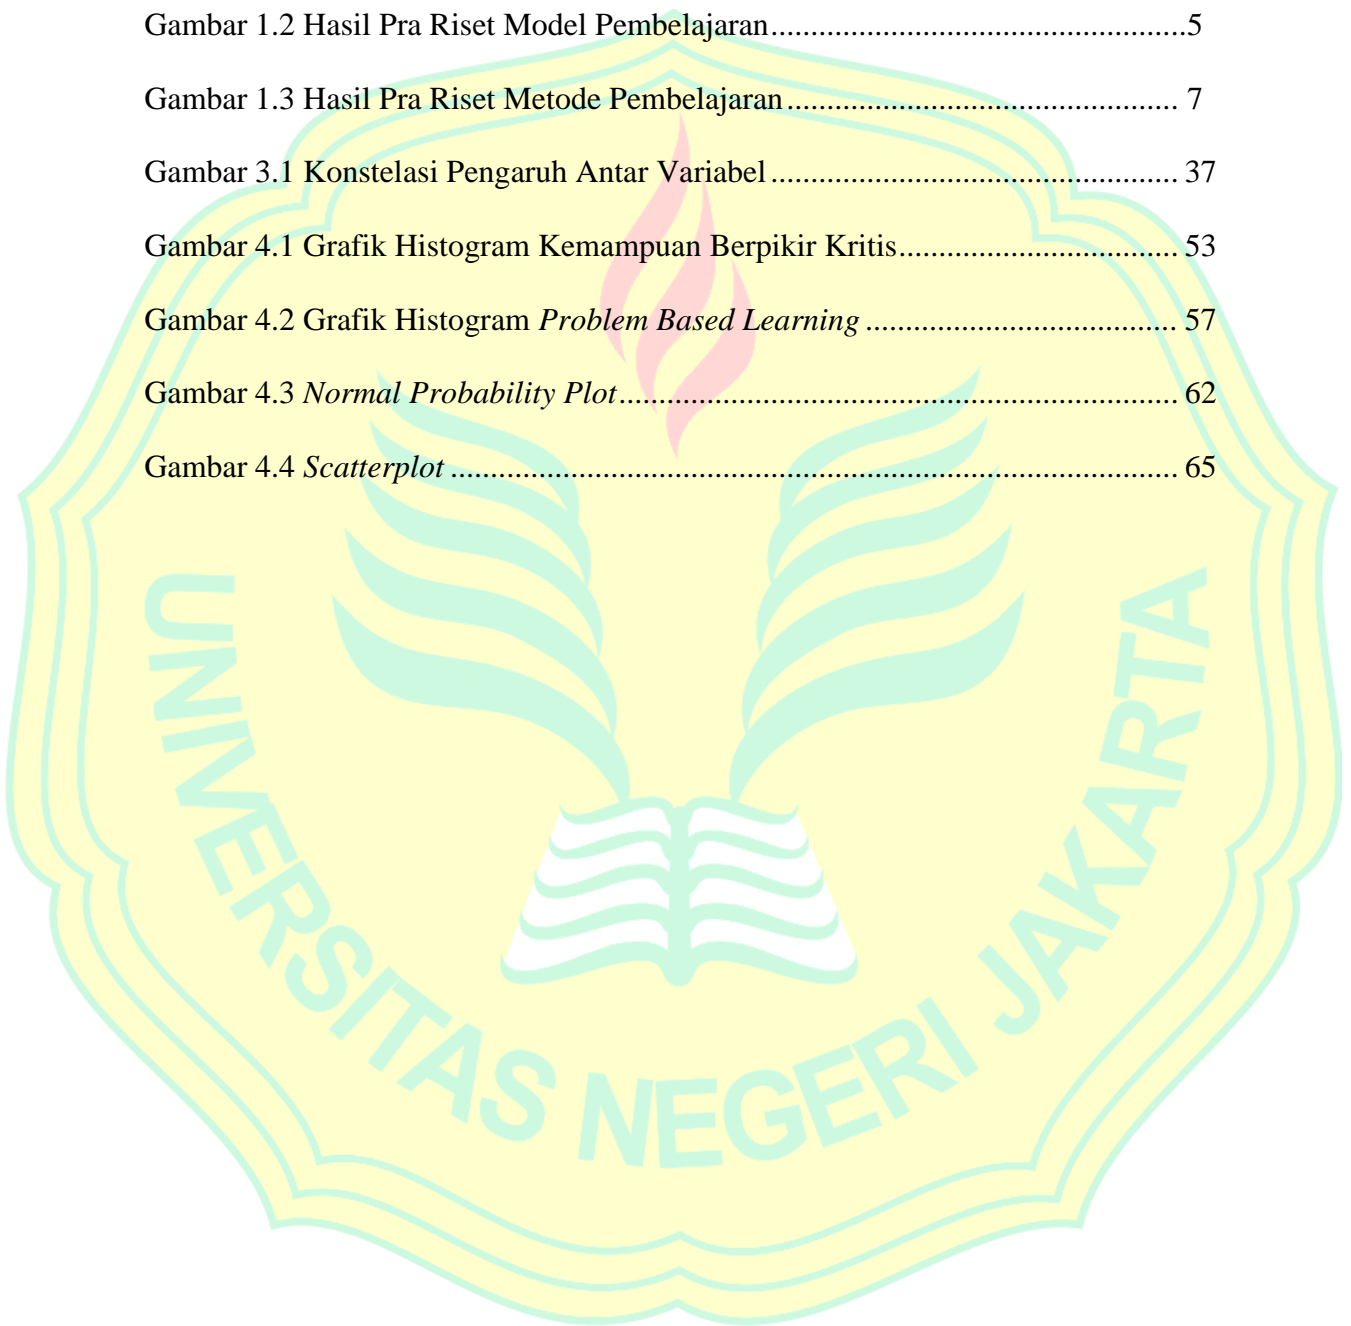 Gambar 1.2 Hasil Pra Riset Model Pembelajaran....................................................5
Gambar 1.3 Hasil Pra Riset Metode Pembelajaran................................................. 7
Gambar 3.1 Konstelasi Pengaruh Antar Variabel................................................... 37
Gambar 4.1 Grafik Histogram Kemampuan Berpikir Kritis................................... 53
Gambar 4.2 Grafik Histogram Problem Based Learning....................................... 57
Gambar 4.3 Normal Probability Plot...................................................................... 62
Gambar 4.4 Scatterplot........................................................................................... 65
UNIVERSITAS NEGERI JAKARTA